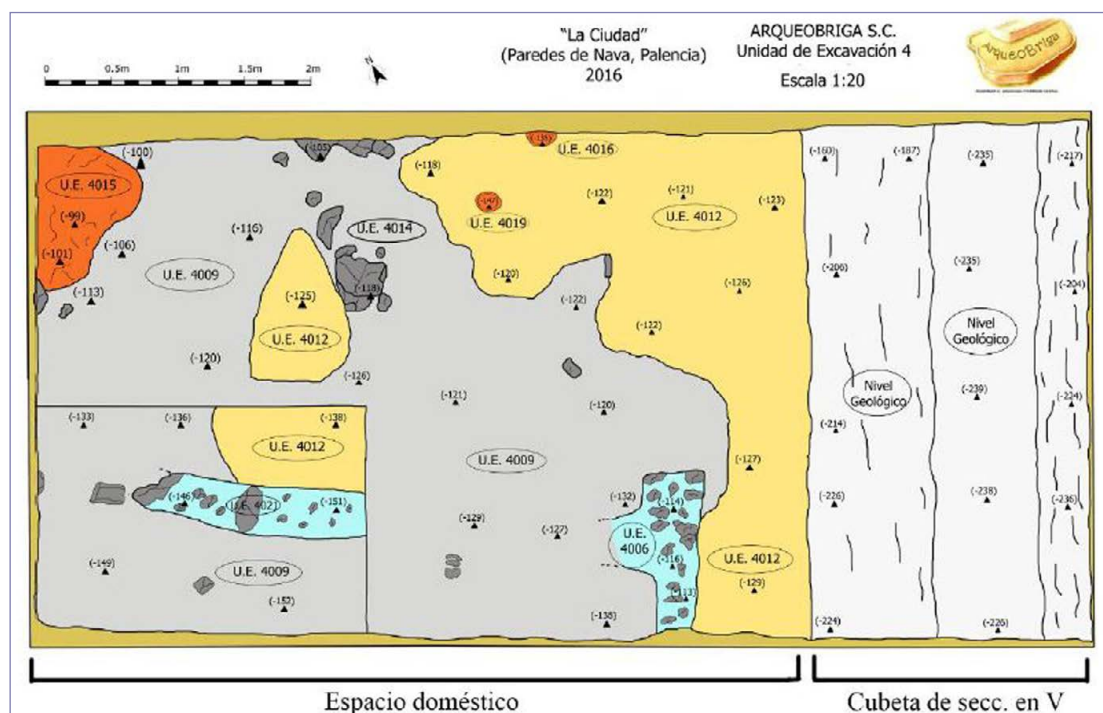 "La Ciudad"
(Paredes de Nava, Palencia)
2016
ARQUEOBRIGA S.C.
Unidad de Excavación 4
Escala 1:20
ArqueoBriga
0 0.5m 1m 1.5m 2m
N
(-100)
(-105)
U.E. 4016
(-118)
(-160)
(-187)
(-235)
(-217)
U.E. 4015
(-99)
(-122)
(-121)
(-123)
U.E. 4012
U.E. 4019
U.E. 4014
(-116)
(-106)
(-101)
U.E. 4009
(-113)
(-125)
(-118)
(-120)
(-122)
(-126)
(-206)
(-235)
(-204)
U.E. 4012
(-122)
Nivel
Geológico
(-120)
(-126)
(-121)
(-120)
Nivel
Geológico
(-239)
(-224)
(-133)
(-136)
(-138)
(-214)
U.E. 4012
U.E. 4009
(-127)
(-146)
U.E. 4021
(-151)
(-132)
(-114)
(-226)
(-238)
(-236)
(-129)
(-127)
U.E.
4006
(-116)
U.E. 4012
(-149)
U.E. 4009
(-129)
(-113)
(-152)
(-224)
(-226)
Espacio doméstico
Cubeta de secc. en V